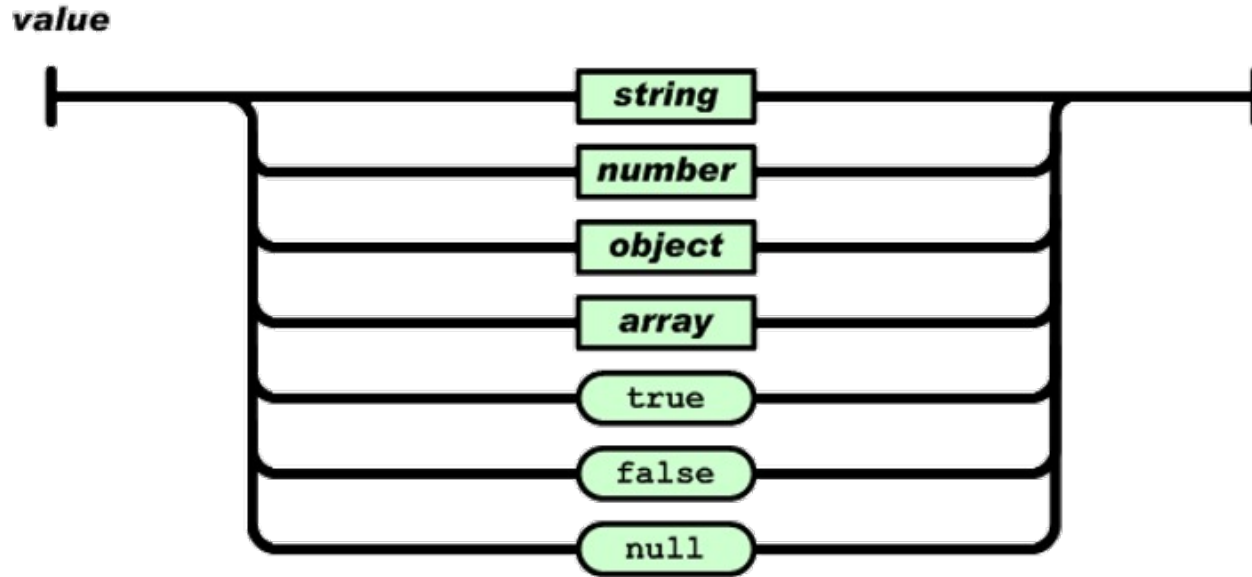 value
string
number
object
array
true
false
null